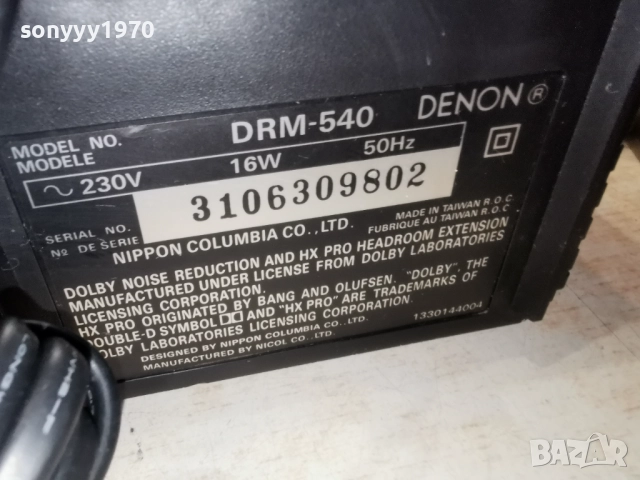 sonyyy1970
MODEL NO.
MODELE
DRM-540
DENON®
230V 16W 50Hz
SERIAL NO.
Nº DE SERIE
3106309802
NIPPON COLUMBIA CO.,LTD.
MADE IN TAIWAN R.O.C.
FABRIQUE AU TAIWAN R.O.C.
DOLBY NOISE REDUCTION AND HX PRO HEADROOM EXTENSION
MANUFACTURED UNDER LICENSE FROM DOLBY LABORATORIES
LICENSING CORPORATION.
HX PRO ORIGINATED BY BANG AND OLUFSEN. "DOLBY", THE
DOUBLE-D SYMBOL AND "HX PRO" ARE TRADEMARKS OF
DOLBY LABORATORIES LICENSING CORPORATION.
1330144004
DESIGNED BY NIPPON COLUMBIA CO.,LTD.
MANUFACTURED BY NICOL CO.,LTD.
BAZAR